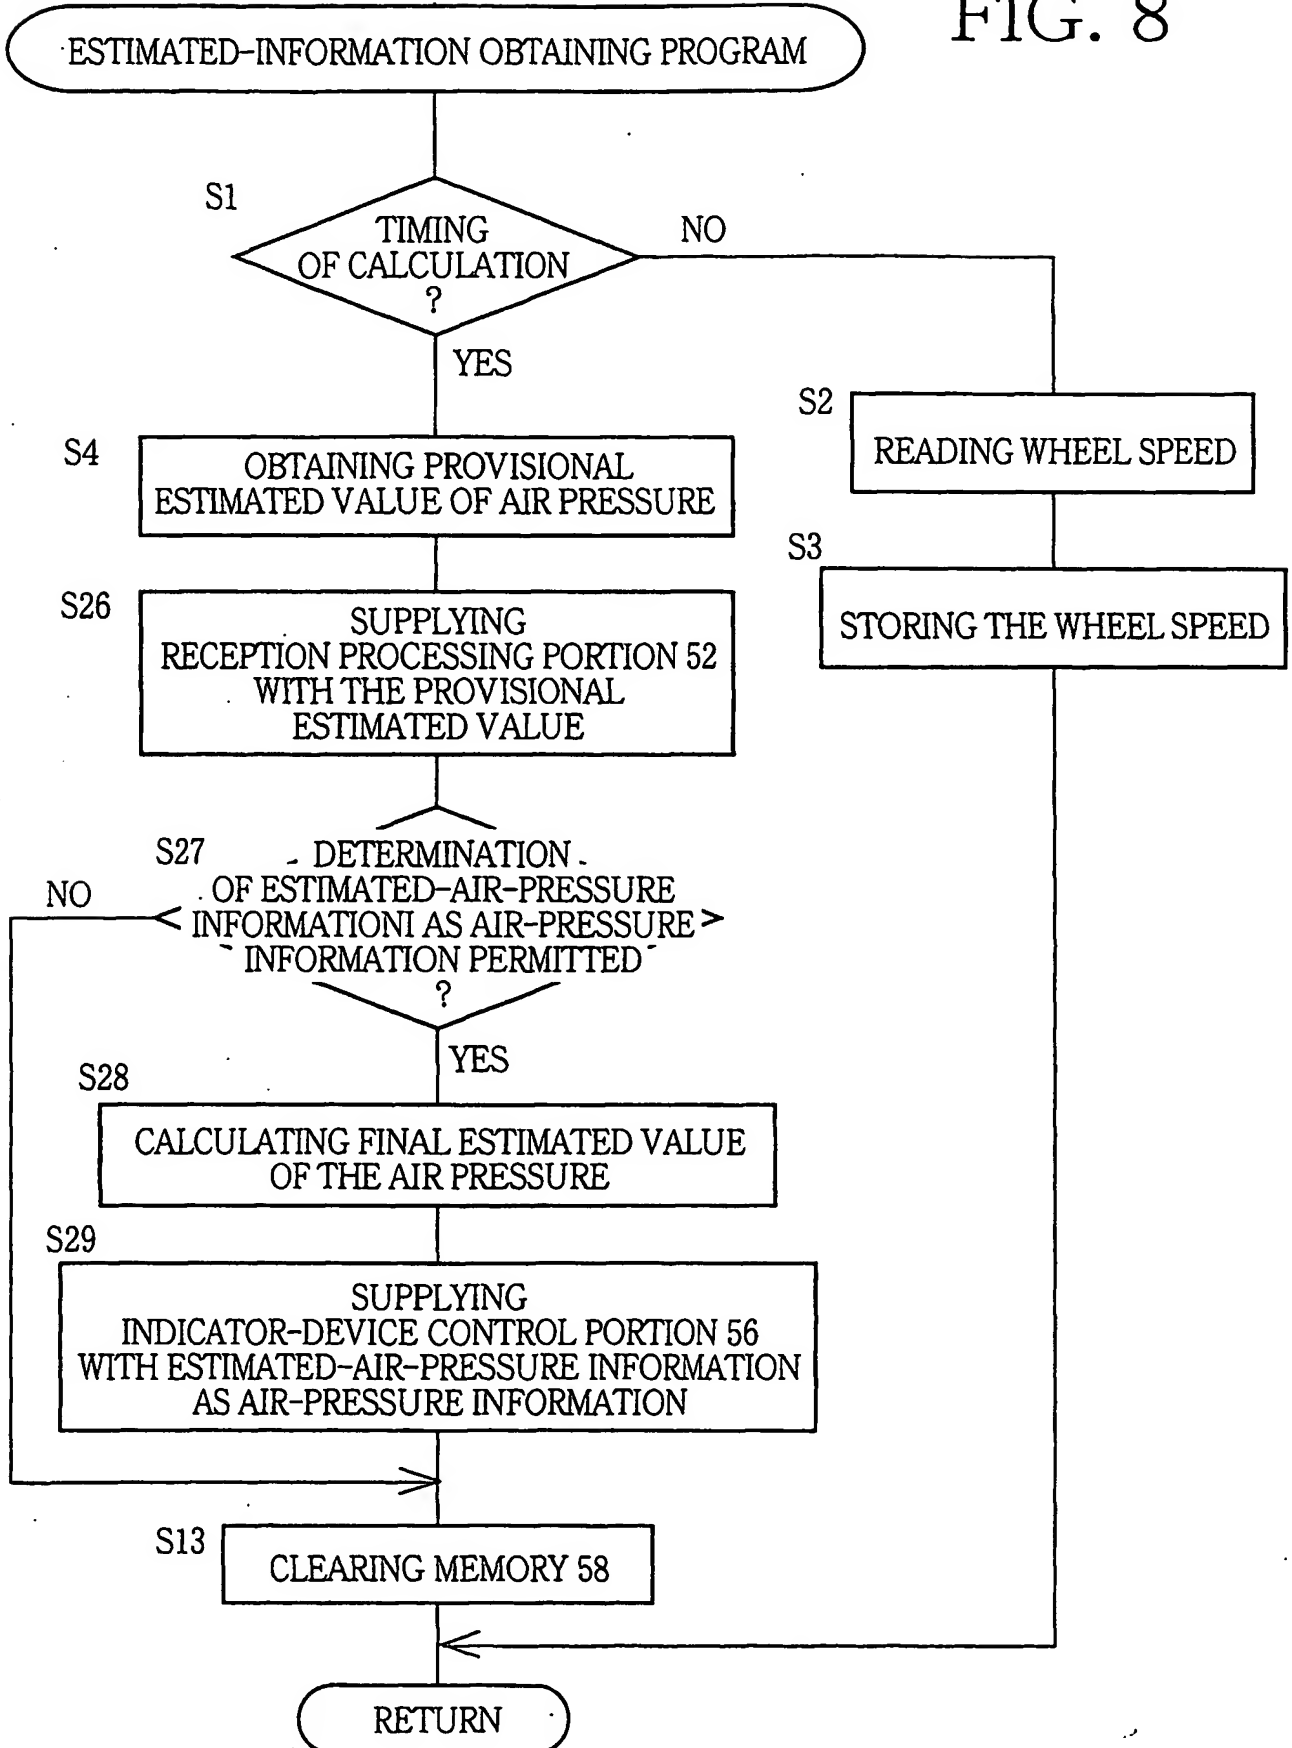 FIG. 8
ESTIMATED-INFORMATION OBTAINING PROGRAM
S1
TIMING
OF CALCULATION
?
NO
YES
S2
READING WHEEL SPEED
S3
STORING THE WHEEL SPEED
S4
OBTAINING PROVISIONAL
ESTIMATED VALUE OF AIR PRESSURE
S26
SUPPLYING
RECEPTION PROCESSING PORTION 52
WITH THE PROVISIONAL
ESTIMATED VALUE
S27
DETERMINATION
OF ESTIMATED-AIR-PRESSURE
INFORMATIONI AS AIR-PRESSURE
INFORMATION PERMITTED
?
NO
YES
S28
CALCULATING FINAL ESTIMATED VALUE
OF THE AIR PRESSURE
S29
SUPPLYING
INDICATOR-DEVICE CONTROL PORTION 56
WITH ESTIMATED-AIR-PRESSURE INFORMATION
AS AIR-PRESSURE INFORMATION
S13
CLEARING MEMORY 58
RETURN